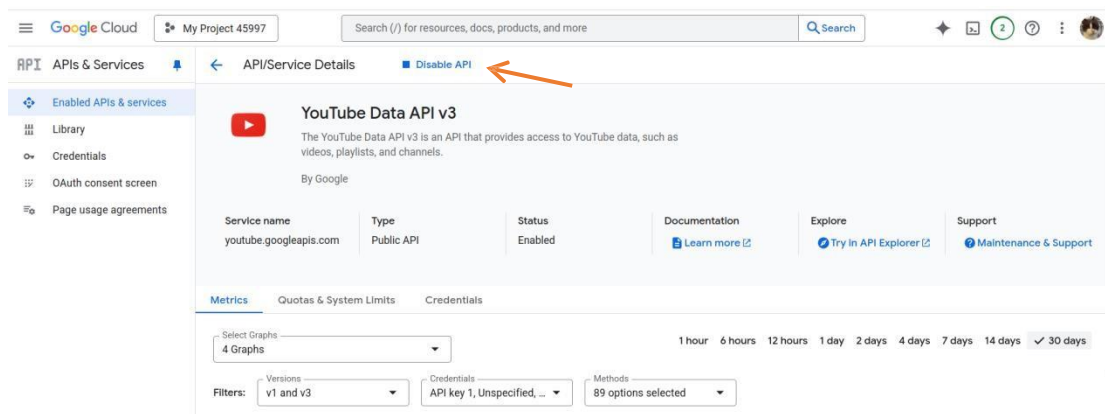 Google Cloud
My Project 45997
Search (/) for resources, docs, products, and more
Search
2
API APIs & Services
API/Service Details
Disable API
Enabled APIs & services
Library
Credentials
OAuth consent screen
Page usage agreements
YouTube Data API v3
The YouTube Data API v3 is an API that provides access to YouTube data, such as
videos, playlists, and channels.
By Google
Service name Type Status Documentation Explore Support
youtube.googleapis.com Public API Enabled Learn more Try in API Explorer Maintenance & Support
Metrics Quotas & System Limits Credentials
Select Graphs
4 Graphs
1 hour 6 hours 12 hours 1 day 2 days 4 days 7 days 14 days 30 days
Versions Credentials Methods
Filters: v1 and v3 API key 1, Unspecified, ... 89 options selected